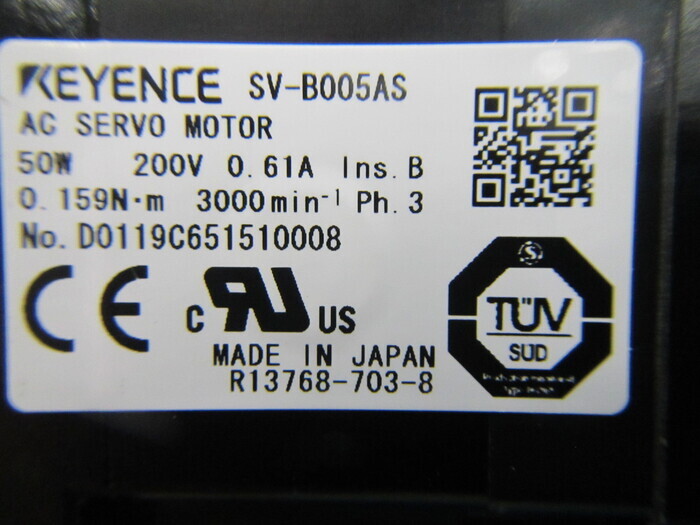 KEYENCE SV-B005AS
AC SERVO MOTOR
50W 200V 0.61A Ins.B
0.159N·m 3000min⁻¹ Ph.3
No.D0119C651510008
CE
C RU US
TÜV
SÜD
MADE IN JAPAN
R13768-703-8